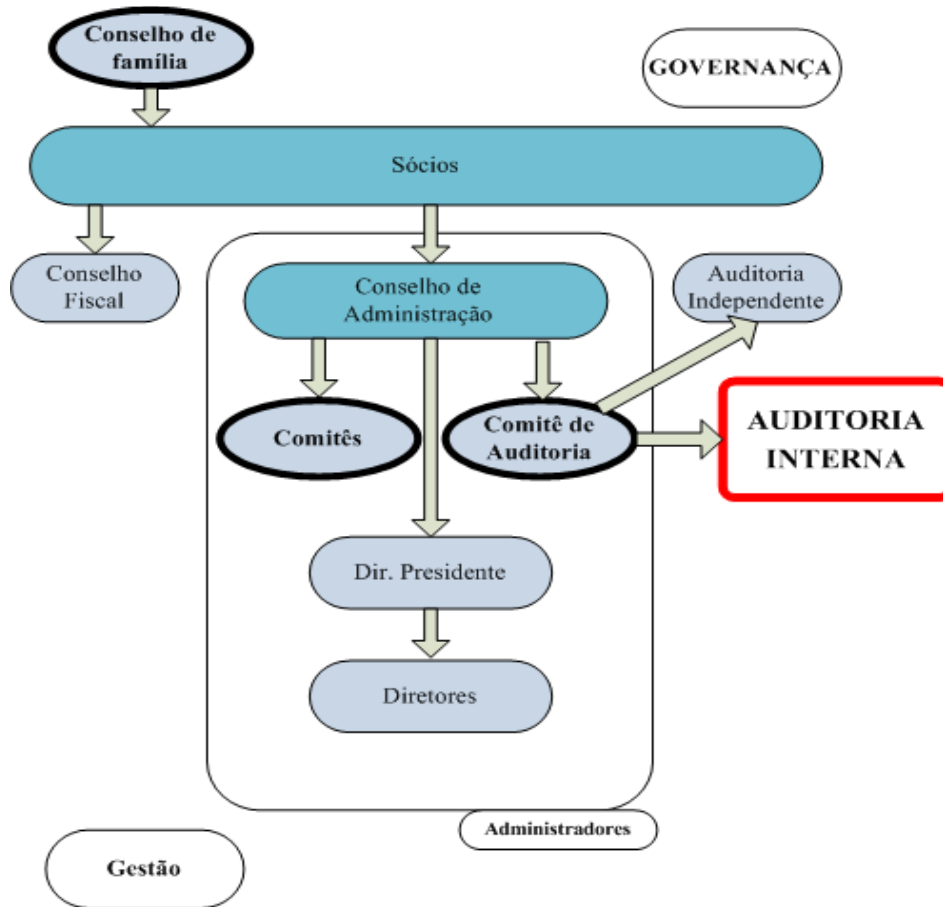 Conselho de
família
GOVERNANÇA
Sócios
Conselho
Fiscal
Conselho de
Administração
Auditoria
Independente
Comitês
Comitê de
Auditoria
AUDITORIA
INTERNA
Dir. Presidente
Diretores
Administradores
Gestão